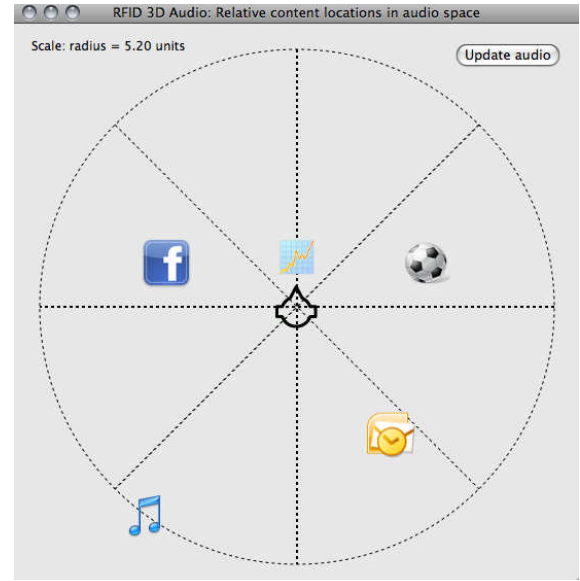 RFID 3D Audio: Relative content locations in audio space
Scale: radius = 5.20 units
Update audio
f